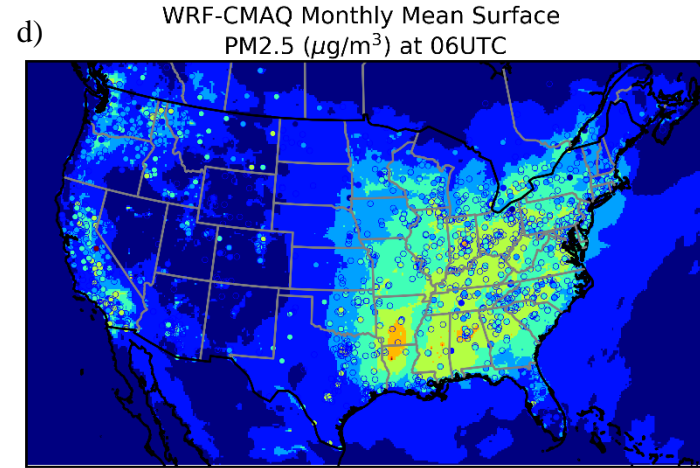 d)
WRF-CMAQ Monthly Mean Surface
PM2.5 (μg/m³) at 06UTC